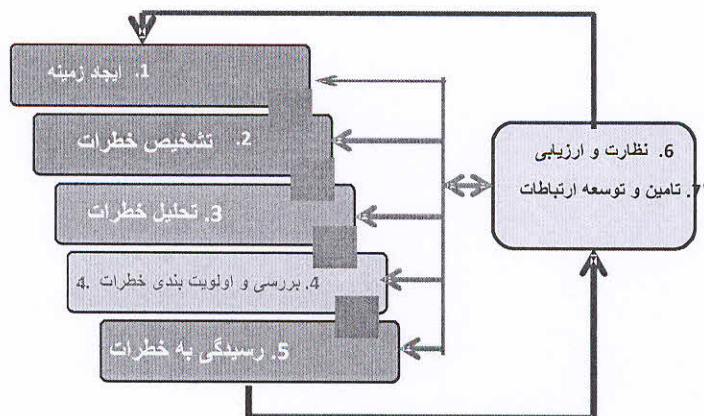 1. ایجاد زمینه
2. تشخیص خطرات
3. تحلیل خطرات
4. بررسی و اولویت بندی خطرات .4
5. رسیدگی به خطرات
6. نظارت و ارزیابی
7. تامین و توسعه ارتباطات